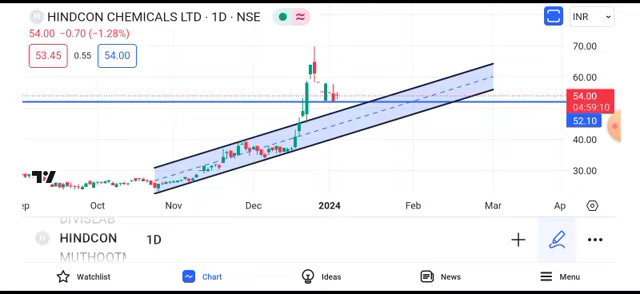 H HINDCON CHEMICALS LTD · 1D · NSE
INR
54.00 −0.70 (−1.28%)
53.45 0.55 54.00
70.00
60.00
54.00
04:59:10
52.10
40.00
30.00
Oct Nov Dec 2024 Feb Mar Ap
DIVISLAB
H HINDCON 1D
MUTHOOTN
Watchlist Chart Ideas News Menu